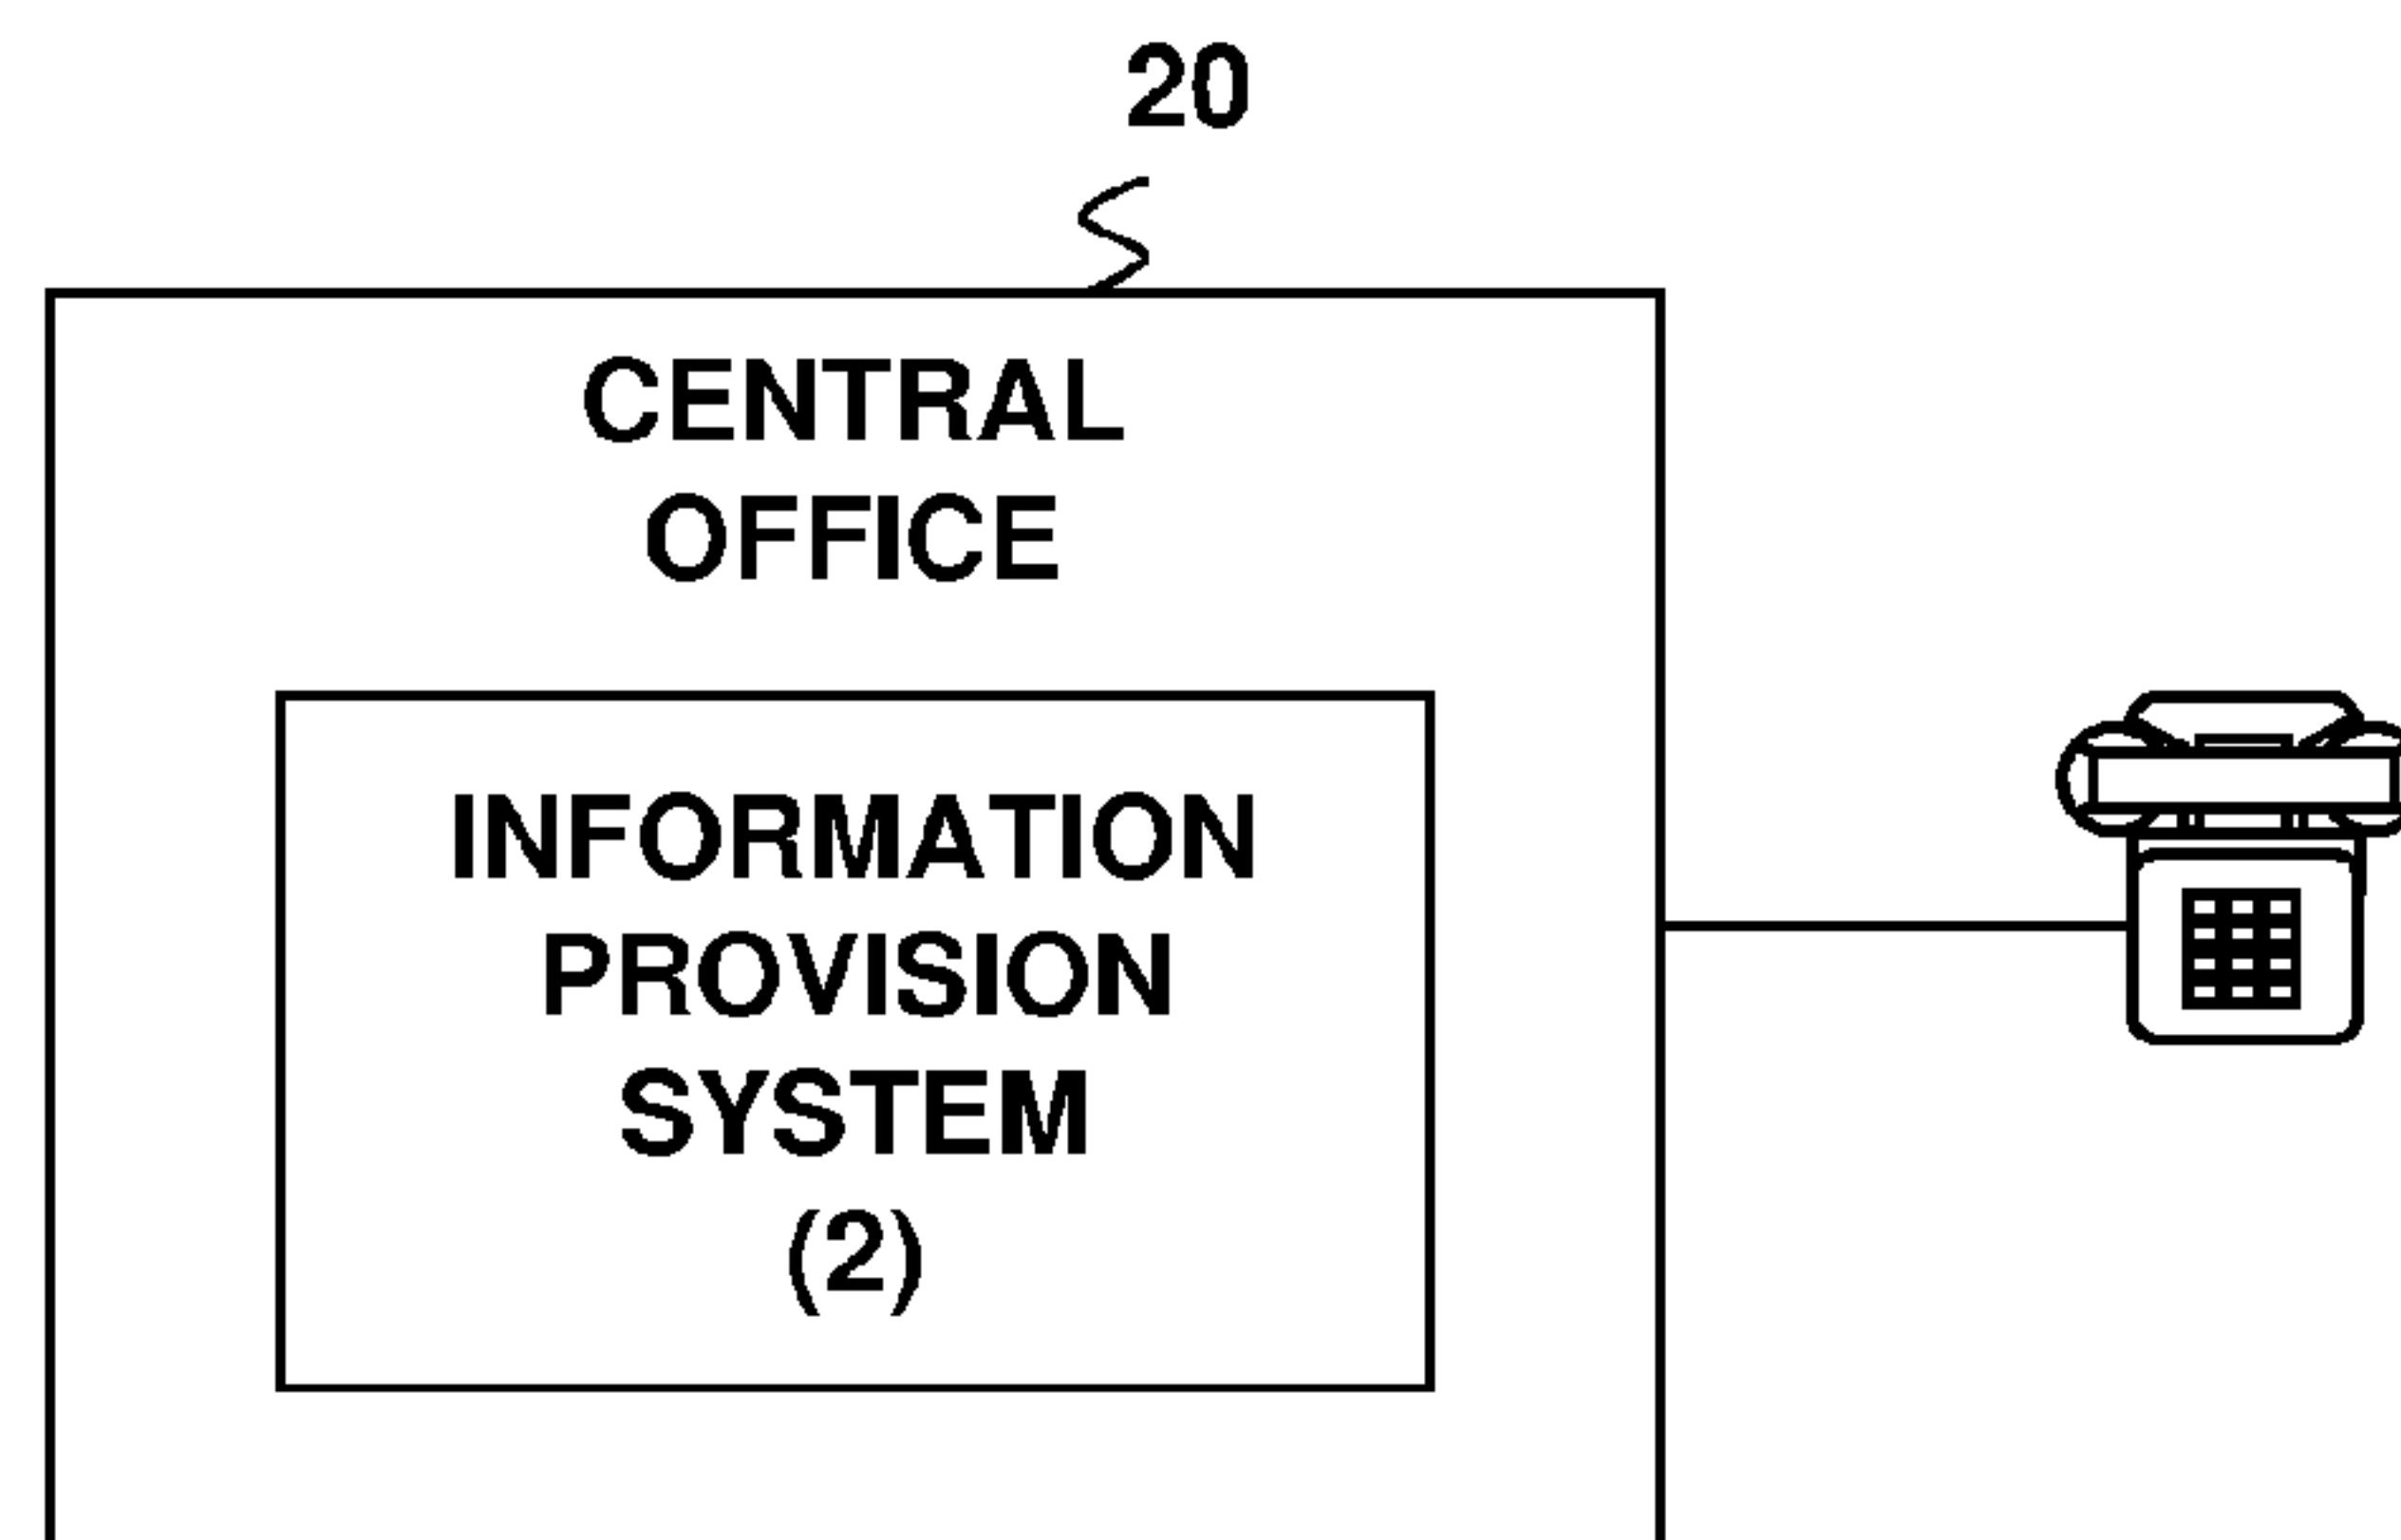 20
CENTRAL
OFFICE
INFORMATION
PROVISION
SYSTEM
(2)